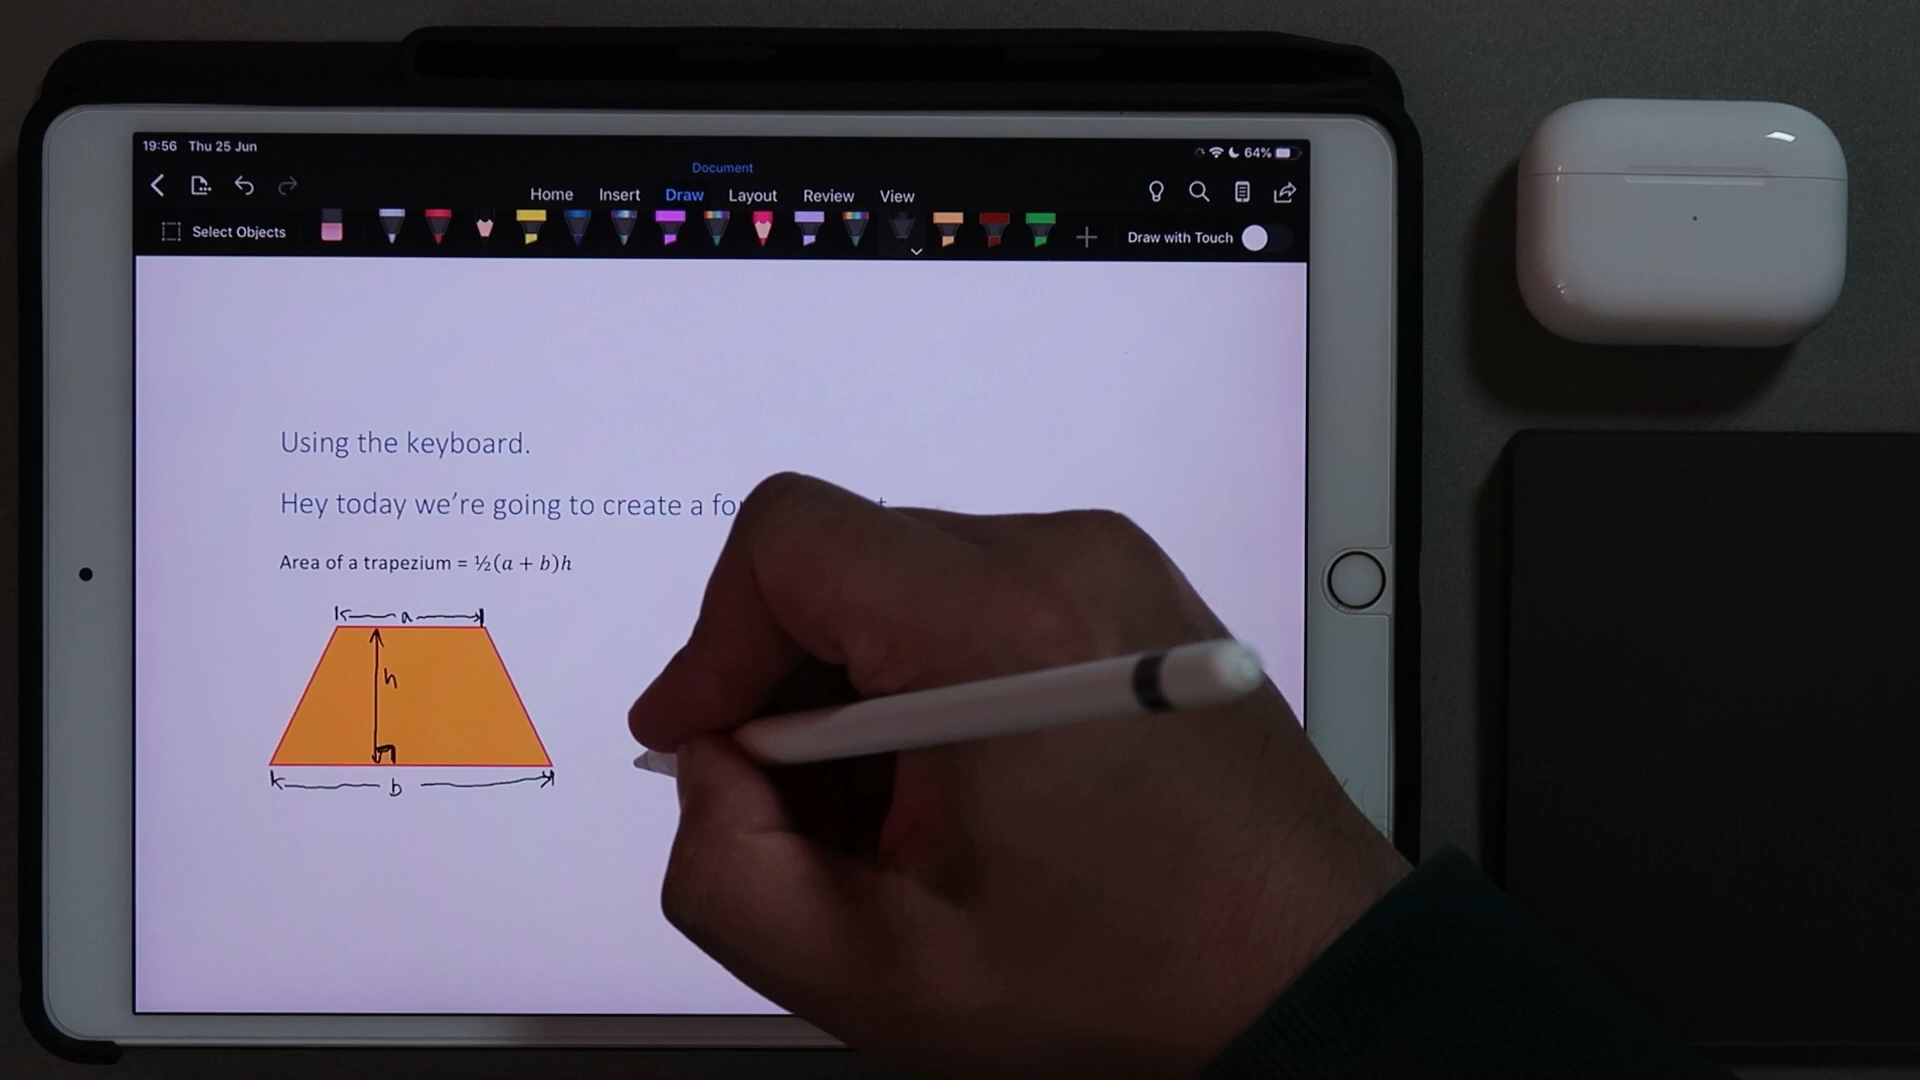 19:56 Thu 25 Jun
64%
Document
Home Insert Draw Layout Review View
Select Objects
Draw with Touch
Using the keyboard.
Hey today we're going to create a
Area of a trapezium = ½(a + b)h
a
h
b